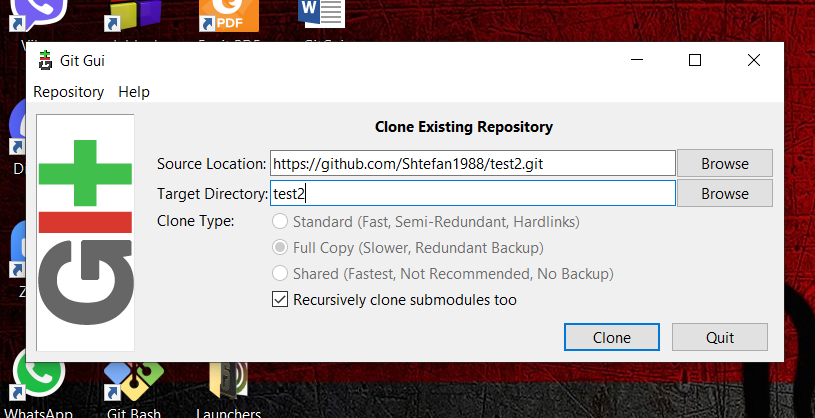 PDF
W
Git Gui
Repository Help
GIt
Clone Existing Repository
Source Location: https://github.com/Shtefan1988/test2.git Browse
Target Directory: test2 Browse
Clone Type: Standard (Fast, Semi-Redundant, Hardlinks)
Full Copy (Slower, Redundant Backup)
Shared (Fastest, Not Recommended, No Backup)
Recursively clone submodules too
Clone Quit
WhatsApp Git Bash Launchers